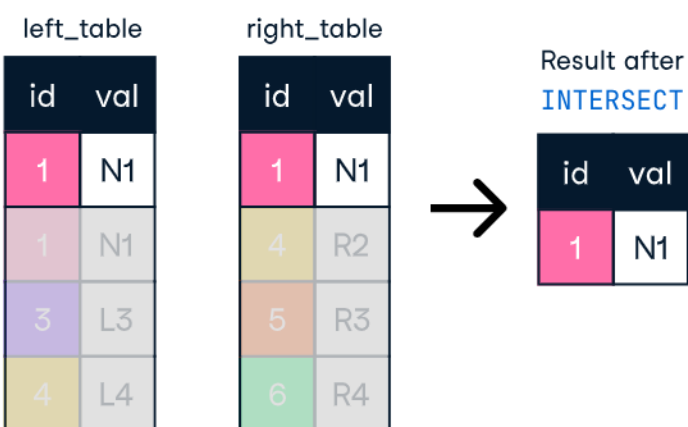 left_table right_table
Result after
INTERSECT
id val id val
id val
1 N1 1 N1
1 N1
1 N1 4 R2
3 L3 5 R3
4 L4 6 R4